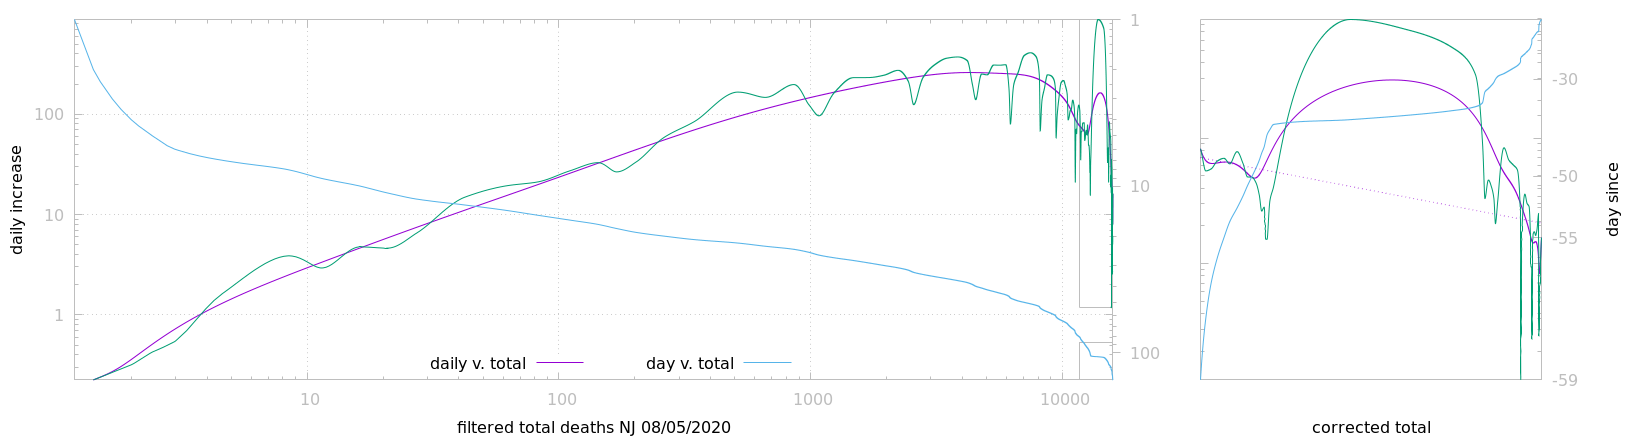 daily increase
100
10
1
daily v. total
day v. total
10
100
1000
10000
filtered total deaths NJ 08/05/2020
1
10
100
-30
-50
-55
-59
day since
corrected total